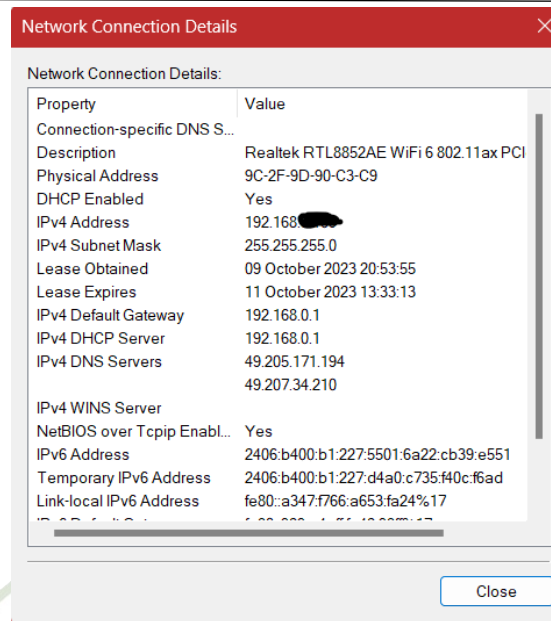 Network Connection Details
Network Connection Details:
Property Value
Connection-specific DNS S...
Description Realtek RTL8852AE WiFi 6 802.11ax PCI
Physical Address 9C-2F-9D-90-C3-C9
DHCP Enabled Yes
IPv4 Address 192.168.
IPv4 Subnet Mask 255.255.255.0
Lease Obtained 09 October 2023 20:53:55
Lease Expires 11 October 2023 13:33:13
IPv4 Default Gateway 192.168.0.1
IPv4 DHCP Server 192.168.0.1
IPv4 DNS Servers 49.205.171.194
49.207.34.210
IPv4 WINS Server
NetBIOS over Tcpip Enabl... Yes
IPv6 Address 2406:b400:b1:227:5501:6a22:cb39:e551
Temporary IPv6 Address 2406:b400:b1:227:d4a0:c735:f40c:f6ad
Link-local IPv6 Address fe80::a347:f766:a653:fa24%17
Close